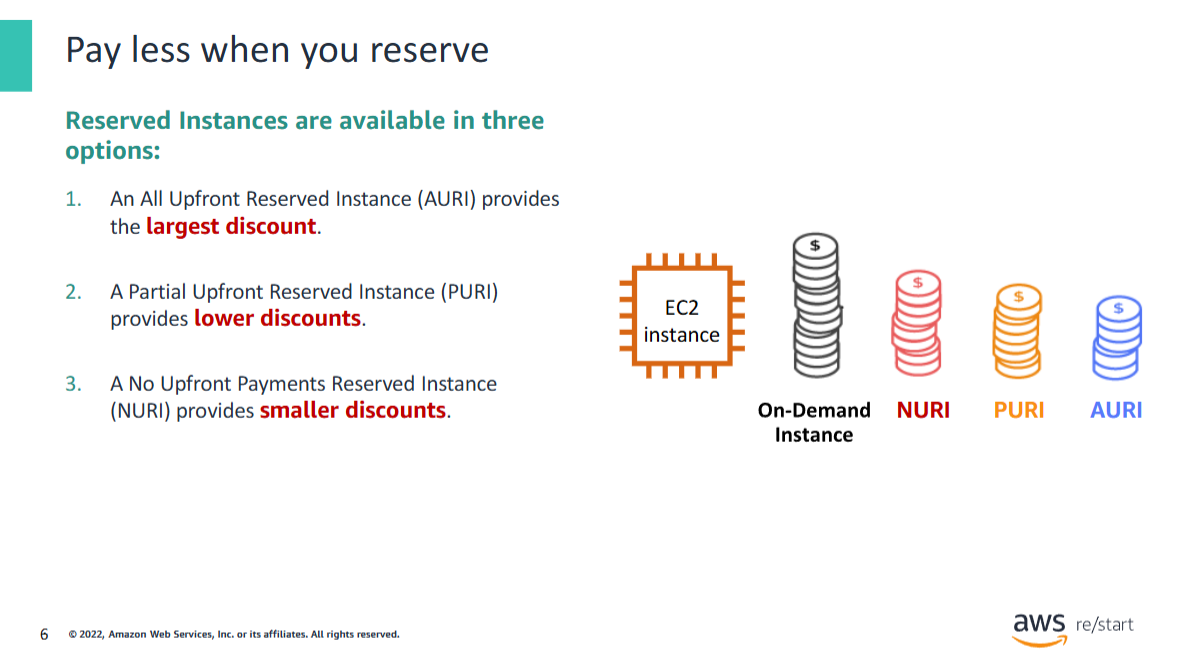 Pay less when you reserve
Reserved Instances are available in three
options:
1. An All Upfront Reserved Instance (AURI) provides
the largest discount.
2. A Partial Upfront Reserved Instance (PURI)
provides lower discounts.
3. A No Upfront Payments Reserved Instance
(NURI) provides smaller discounts.
EC2
instance
$
$
$
$
On-Demand
Instance
NURI
PURI
AURI
6 © 2022, Amazon Web Services, Inc. or its affiliates. All rights reserved.
aws re/start